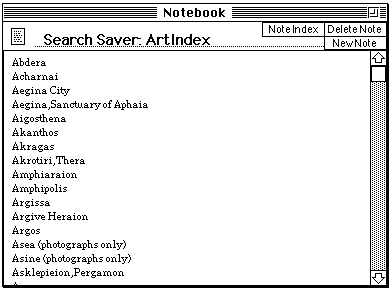 Notebook
Search Saver: ArtIndex
Note Index
Delete Note
New Note
Abdera
Acharnai
Aegina City
Aegina,Sanctuary of Aphaia
Aigosthena
Akanthos
Akragas
Akrotiri,Thera
Amphiaraion
Amphipolis
Argissa
Argive Heraion
Argos
Asea (photographs only)
Asine (photographs only)
Asklepieion,Pergamon